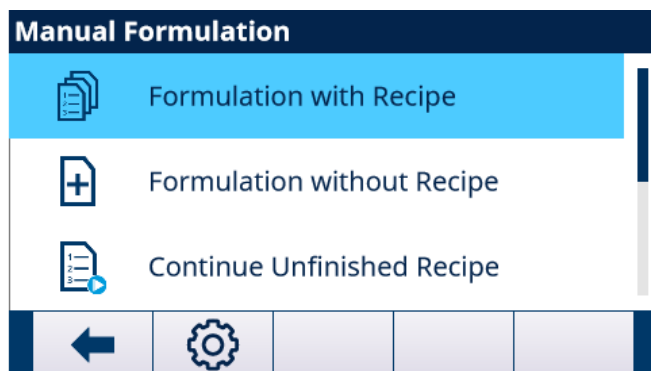 Manual Formulation
Formulation with Recipe
Formulation without Recipe
Continue Unfinished Recipe